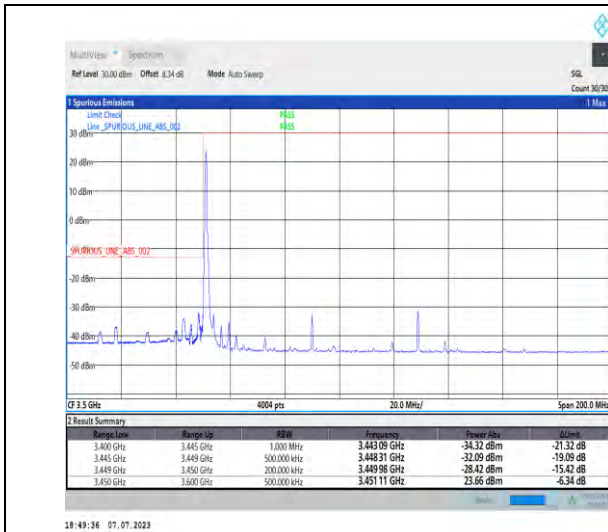 MultiView Spectrum
Ref Level 30.00 dBm Offset 8.34 dB Mode Auto Sweep SGL
Count 30/30
1 Spurious Emissions 1 Max
Limit Check PASS
Line _SPURIOUS_LINE_ABS_002 PASS
30 dBm
20 dBm
10 dBm
0 dBm
_SPURIOUS_LINE_ABS_002
-20 dBm
-30 dBm
-40 dBm
-50 dBm
CF 3.5 GHz 4004 pts 20.0 MHz/ Span 200.0 MHz
2 Result Summary
Range Low Range Up RBW Frequency Power Abs ΔLimit
3.400 GHz 3.445 GHz 1.000 MHz 3.443 09 GHz -34.32 dBm -21.32 dB
3.445 GHz 3.449 GHz 500.000 kHz 3.448 31 GHz -32.09 dBm -19.09 dB
3.449 GHz 3.450 GHz 200.000 kHz 3.449 98 GHz -28.42 dBm -15.42 dB
3.450 GHz 3.600 GHz 500.000 kHz 3.451 11 GHz 23.66 dBm -6.34 dB
18:49:36 07.07.2023